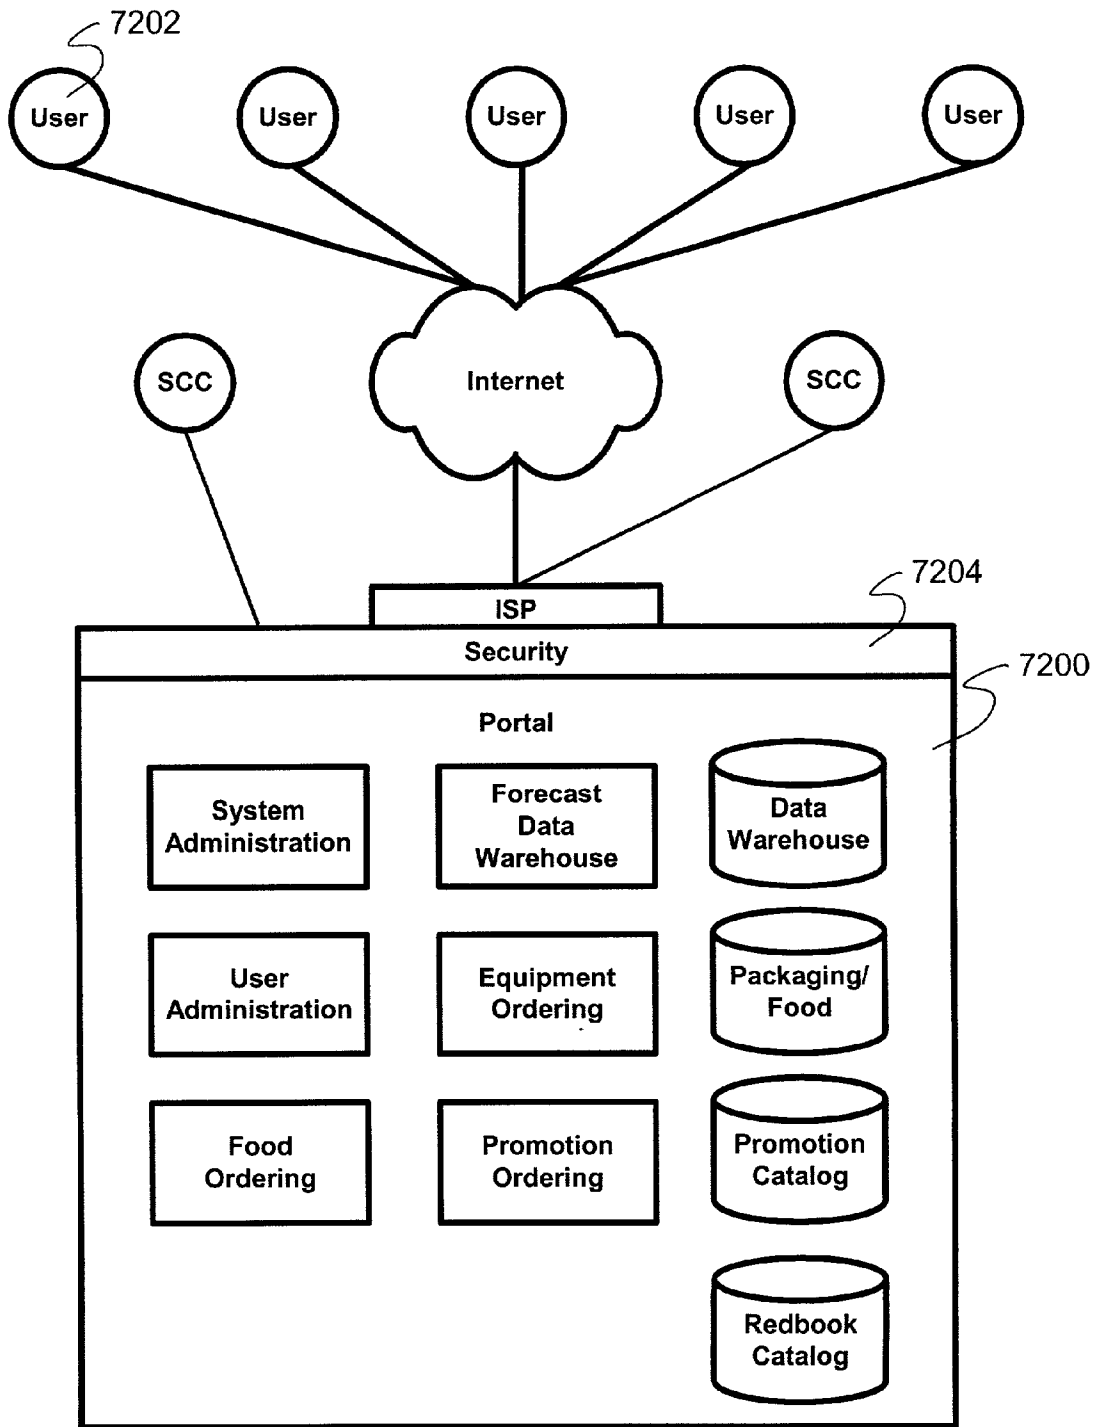 7202
User
User
User
User
User
SCC
Internet
SCC
ISP
7204
Security
7200
Portal
System
Administration
Forecast
Data
Warehouse
Data
Warehouse
User
Administration
Equipment
Ordering
Packaging/
Food
Food
Ordering
Promotion
Ordering
Promotion
Catalog
Redbook
Catalog